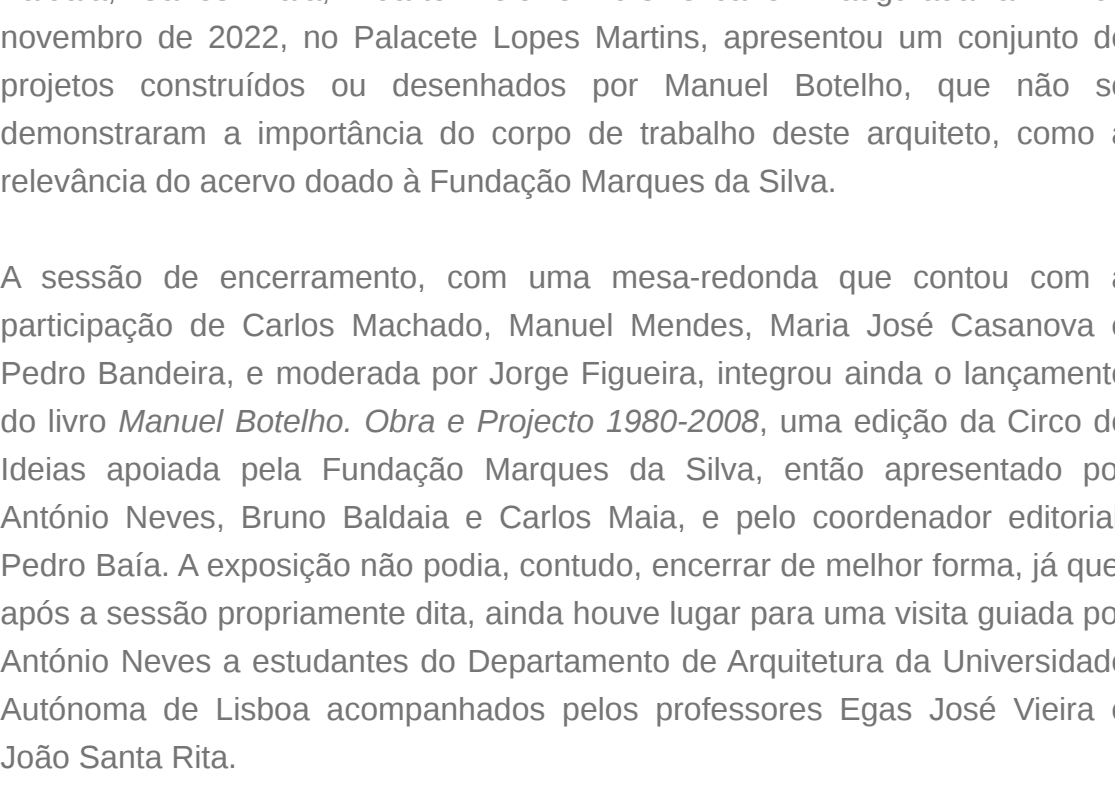 novembro de 2022, no Palacete Lopes Martins, apresentou um conjunto de
projetos construídos ou desenhados por Manuel Botelho, que não só
demonstraram a importância do corpo de trabalho deste arquiteto, como a
relevância do acervo doado à Fundação Marques da Silva.
A sessão de encerramento, com uma mesa-redonda que contou com a
participação de Carlos Machado, Manuel Mendes, Maria José Casanova e
Pedro Bandeira, e moderada por Jorge Figueira, integrou ainda o lançamento
do livro Manuel Botelho. Obra e Projecto 1980-2008, uma edição da Circo de
Ideias apoiada pela Fundação Marques da Silva, então apresentado por
António Neves, Bruno Baldaia e Carlos Maia, e pelo coordenador editorial
Pedro Baía. A exposição não podia, contudo, encerrar de melhor forma, já que,
após a sessão propriamente dita, ainda houve lugar para uma visita guiada por
António Neves a estudantes do Departamento de Arquitetura da Universidade
Autónoma de Lisboa acompanhados pelos professores Egas José Vieira e
João Santa Rita.